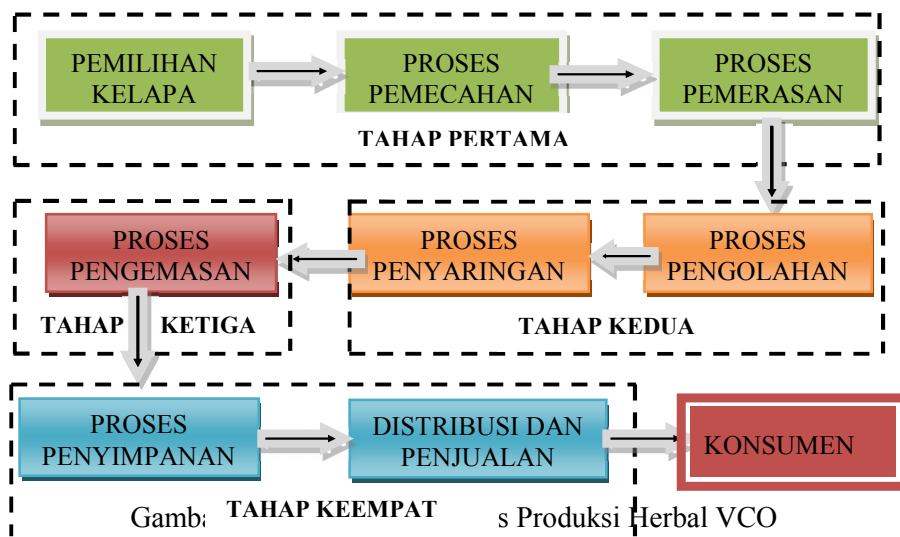 PEMILIHAN
KELAPA
PROSES
PEMECAHAN
PROSES
PEMERASAN
TAHAP PERTAMA
PROSES
PENGEMASAN
PROSES
PENYARINGAN
PROSES
PENGOLAHAN
TAHAP KETIGA
TAHAP KEDUA
PROSES
PENYIMPANAN
DISTRIBUSI DAN
PENJUALAN
KONSUMEN
TAHAP KEEMPAT
Produksi Herbal VCO